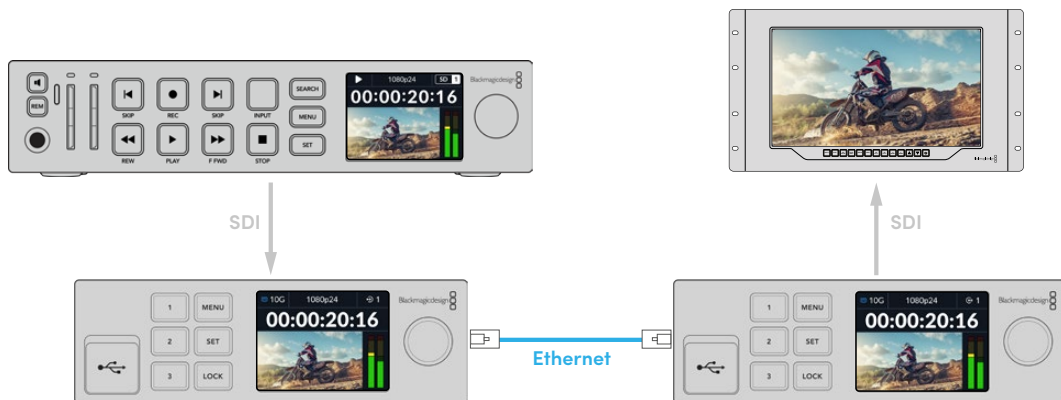 1080p24 SD 1
00:00:20:16
Blackmagicdesign
REM
SKIP REC SKIP INPUT
REW PLAY F FWD STOP
SEARCH
MENU
SET
SDI
SDI
1 MENU
2 SET
3 LOCK
10G 1080p24 1
00:00:20:16
Blackmagicdesign
Ethernet
1 MENU
2 SET
3 LOCK
10G 1080p24 1
00:00:20:16
Blackmagicdesign